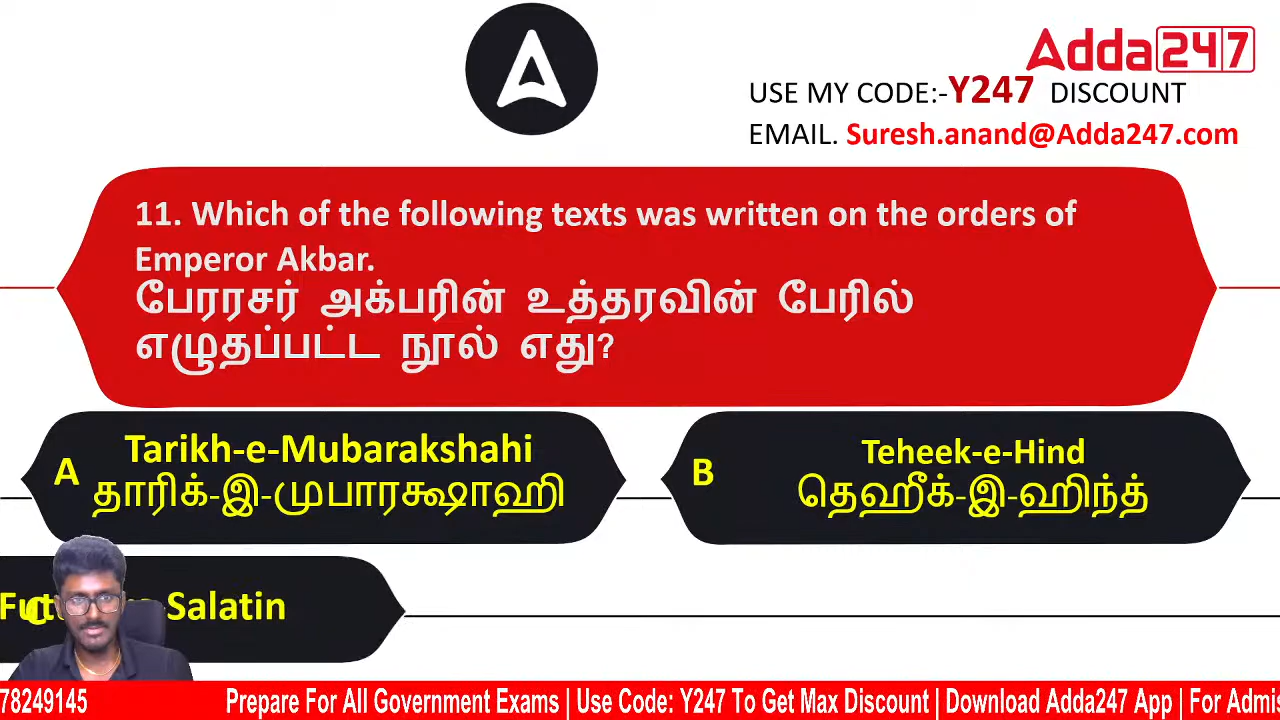 Adda247
USE MY CODE:-Y247 DISCOUNT
EMAIL. Suresh.anand@Adda247.com
11. Which of the following texts was written on the orders of
Emperor Akbar.
பேரரசர் அக்பரின் உத்தரவின் பேரில்
எழுதப்பட்ட நூல் எது?
A
Tarikh-e-Mubarakshahi
தாரிக்-இ-முபாரக்ஷாஹி
B
Teheek-e-Hind
தெஹீக்-இ-ஹிந்த்
C
Salatin
78249145 Prepare For All Government Exams | Use Code: Y247 To Get Max Discount | Download Adda247 App | For